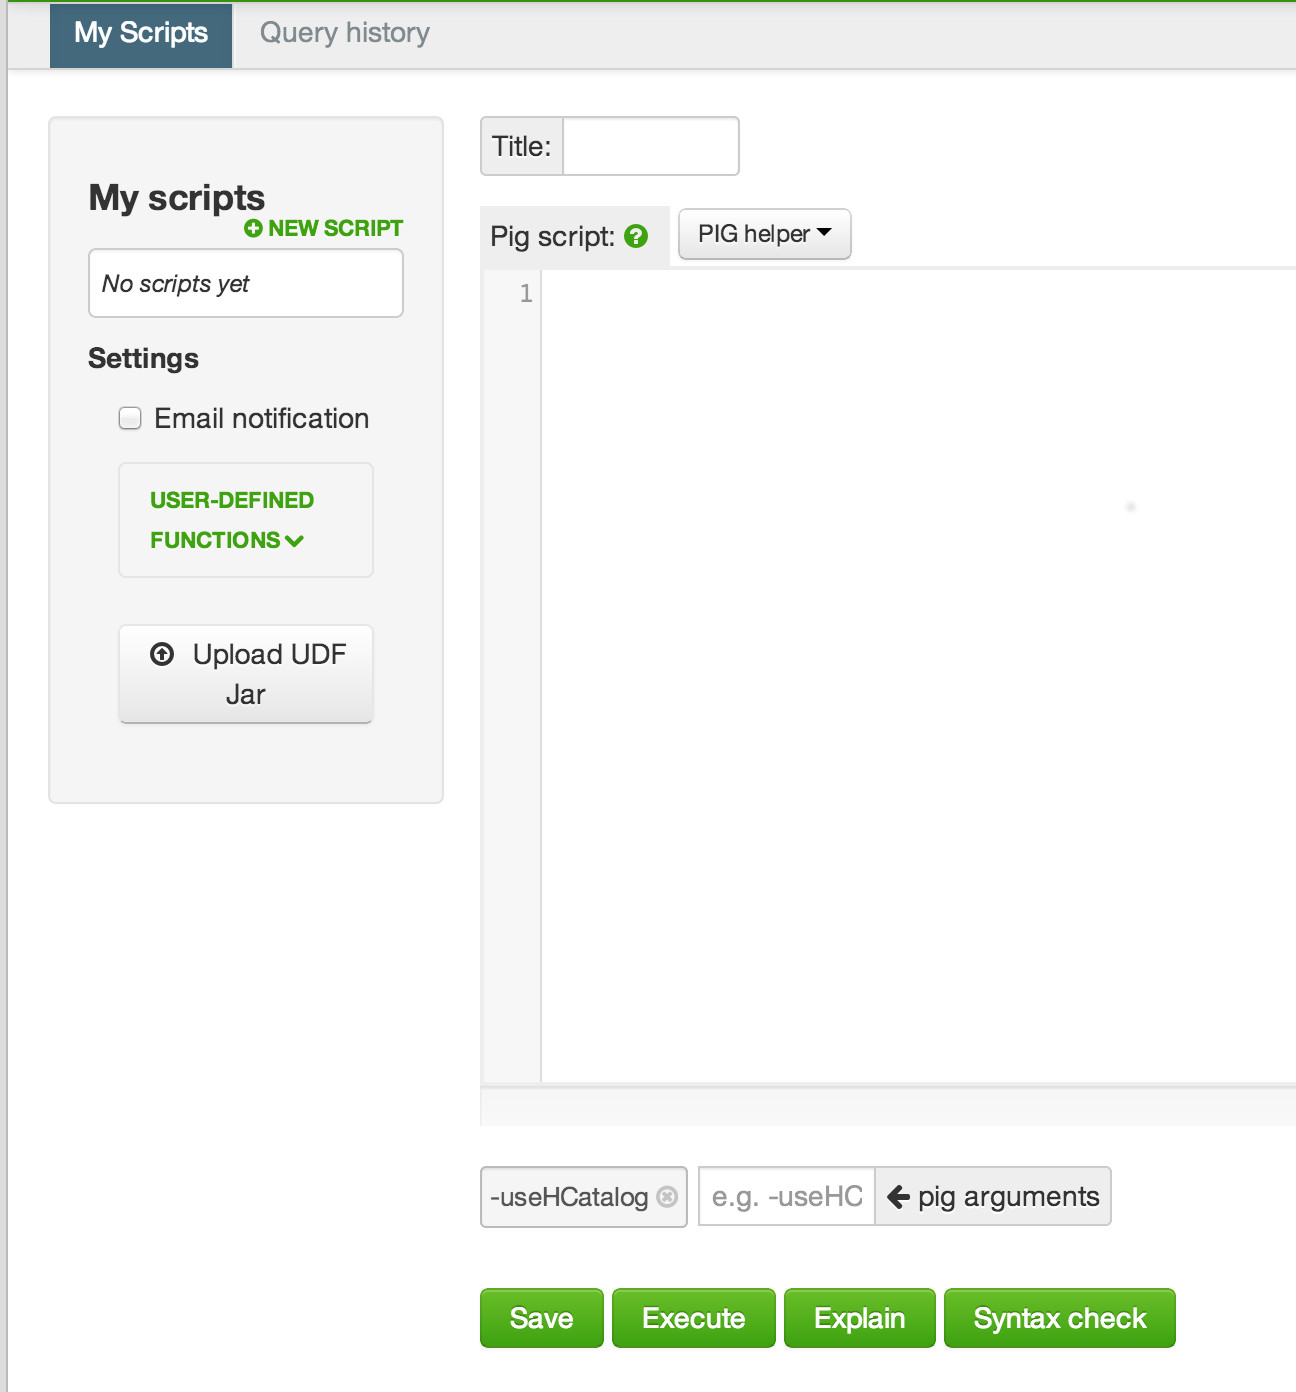 My Scripts Query history
My scripts
NEW SCRIPT
No scripts yet
Settings
Email notification
USER-DEFINED
FUNCTIONS
Upload UDF
Jar
Title:
Pig script: ? PIG helper
1
-useHCatalog e.g. -useHC pig arguments
Save Execute Explain Syntax check